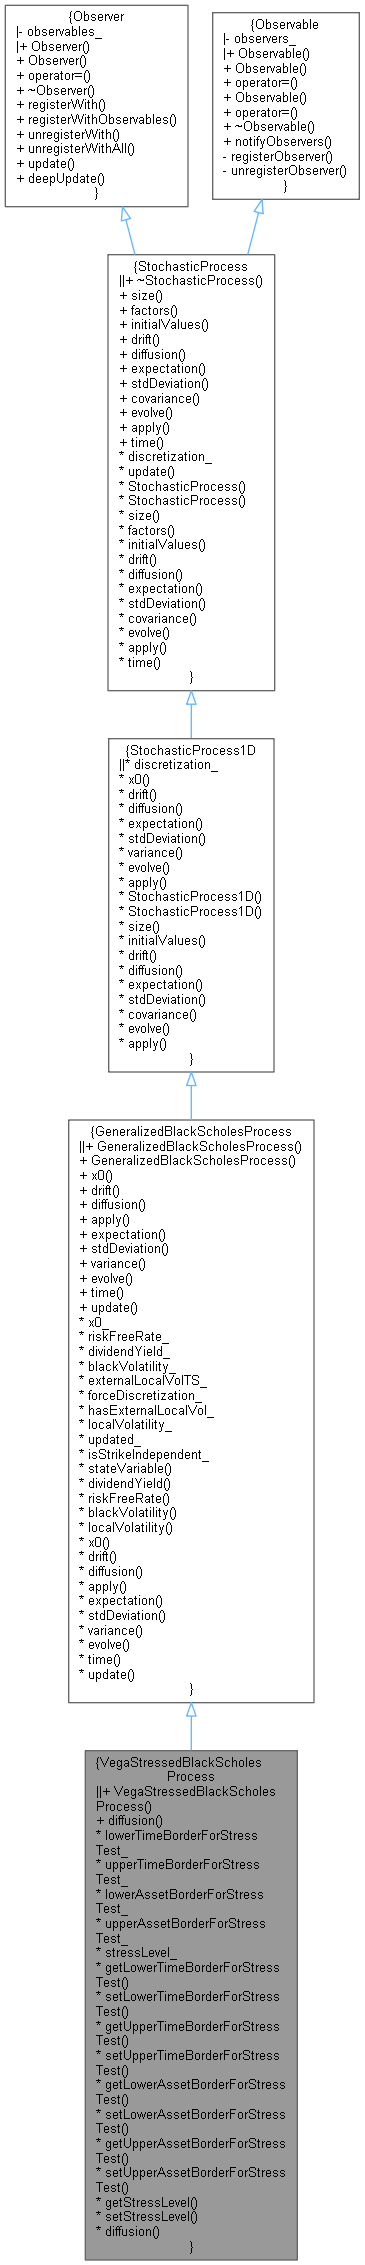 {Observer
|- observables_
|+ Observer()
+ Observer()
+ operator=()
+ ~Observer()
+ registerWith()
+ registerWithObservables()
+ unregisterWith()
+ unregisterWithAll()
+ update()
+ deepUpdate()
}
{Observable
|- observers_
|+ Observable()
+ Observable()
+ operator=()
+ Observable()
+ operator=()
+ ~Observable()
+ notifyObservers()
- registerObserver()
- unregisterObserver()
}
{StochasticProcess
||+ ~StochasticProcess()
+ size()
+ factors()
+ initialValues()
+ drift()
+ diffusion()
+ expectation()
+ stdDeviation()
+ covariance()
+ evolve()
+ apply()
+ time()
* discretization_
* update()
* StochasticProcess()
* StochasticProcess()
* size()
* factors()
* initialValues()
* drift()
* diffusion()
* expectation()
* stdDeviation()
* covariance()
* evolve()
* apply()
* time()
}
{StochasticProcess1D
||* discretization_
* x0()
* drift()
* diffusion()
* expectation()
* stdDeviation()
* variance()
* evolve()
* apply()
* StochasticProcess1D()
* StochasticProcess1D()
* size()
* initialValues()
* drift()
* diffusion()
* expectation()
* stdDeviation()
* covariance()
* evolve()
* apply()
}
{GeneralizedBlackScholesProcess
||+ GeneralizedBlackScholesProcess()
+ GeneralizedBlackScholesProcess()
+ x0()
+ drift()
+ diffusion()
+ apply()
+ expectation()
+ stdDeviation()
+ variance()
+ evolve()
+ time()
+ update()
* x0_
* riskFreeRate_
* dividendYield_
* blackVolatility_
* externalLocalVolTS_
* forceDiscretization_
* hasExternalLocalVol_
* localVolatility_
* updated_
* isStrikeIndependent_
* stateVariable()
* dividendYield()
* riskFreeRate()
* blackVolatility()
* localVolatility()
* x0()
* drift()
* diffusion()
* apply()
* expectation()
* stdDeviation()
* variance()
* evolve()
* time()
* update()
}
{VegaStressedBlackScholes
Process
||+ VegaStressedBlackScholes
Process()
+ diffusion()
* lowerTimeBorderForStress
Test_
* upperTimeBorderForStress
Test_
* lowerAssetBorderForStress
Test_
* upperAssetBorderForStress
Test_
* stressLevel_
* getLowerTimeBorderForStress
Test()
* setLowerTimeBorderForStress
Test()
* getUpperTimeBorderForStress
Test()
* setUpperTimeBorderForStress
Test()
* getLowerAssetBorderForStress
Test()
* setLowerAssetBorderForStress
Test()
* getUpperAssetBorderForStress
Test()
* setUpperAssetBorderForStress
Test()
* getStressLevel()
* setStressLevel()
* diffusion()
}